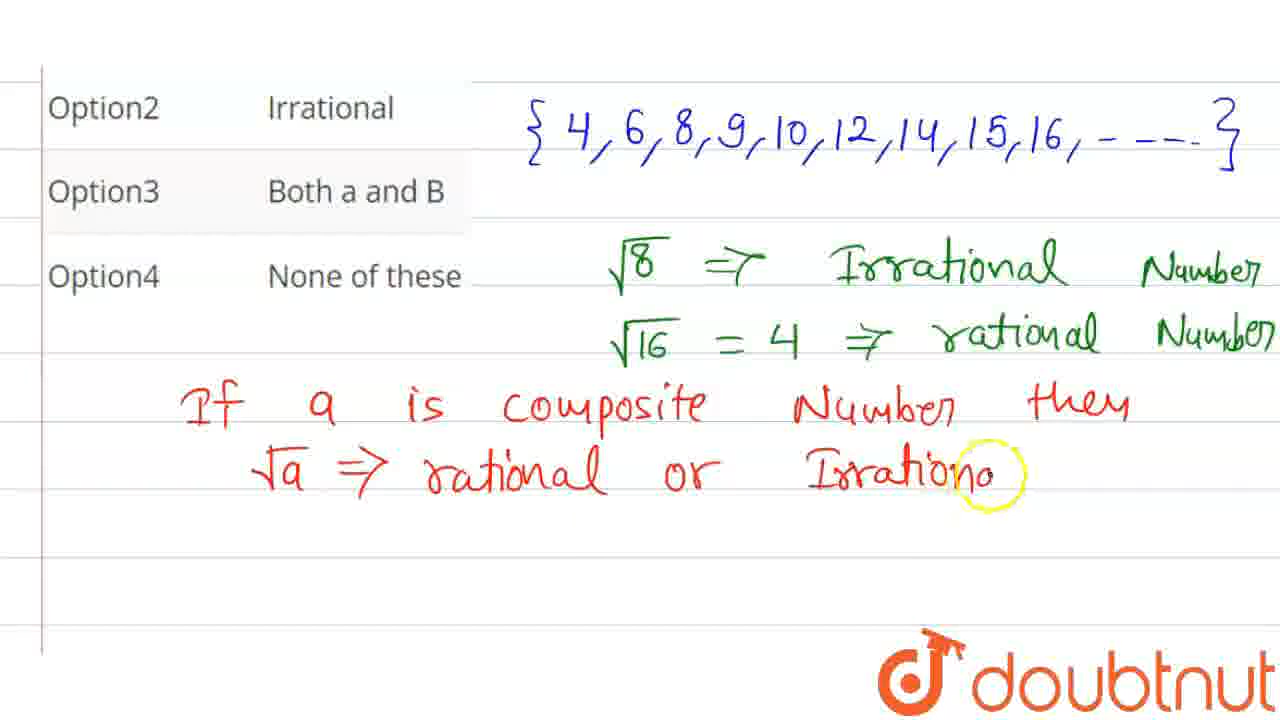 Option2 Irrational
{ 4, 6, 8, 9, 10, 12, 14, 15, 16, - - - - }
Option3 Both a and B
Option4 None of these
√8 ⇒ Irrational Number
√16 = 4 ⇒ rational Number
If a is composite Number then
√a ⇒ rational or Irrationa
doubtnut